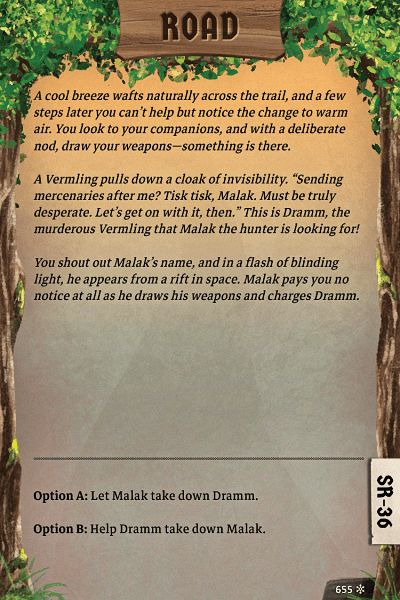 ROAD
A cool breeze wafts naturally across the trail, and a few
steps later you can't help but notice the change to warm
air. You look to your companions, and with a deliberate
nod, draw your weapons—something is there.
A Vermling pulls down a cloak of invisibility. “Sending
mercenaries after me? Tisk tisk, Malak. Must be truly
desperate. Let's get on with it, then.” This is Dramm, the
murderous Vermling that Malak the hunter is looking for!
You shout out Malak's name, and in a flash of blinding
light, he appears from a rift in space. Malak pays you no
notice at all as he draws his weapons and charges Dramm.
Option A: Let Malak take down Dramm.
Option B: Help Dramm take down Malak.
SR-36
655